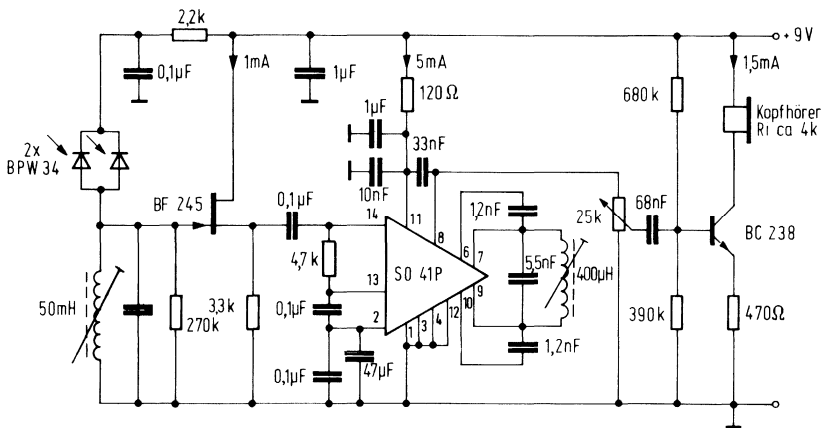 2,2k
+ 9V
0,1µF
1mA
1µF
5mA
120Ω
1,5mA
680k
Kopfhörer
Ri ca 4k
1µF
33nF
10nF
2x
BPW 34
BF 245
0,1µF
14
11
8
1,2nF
6
7
25k
68nF
BC 238
4,7k
13
SO 41P
5,5nF
400µH
50mH
270k
3,3k
0,1µF
2
1
3
4
12
10
9
390k
470Ω
0,1µF
47µF
1,2nF